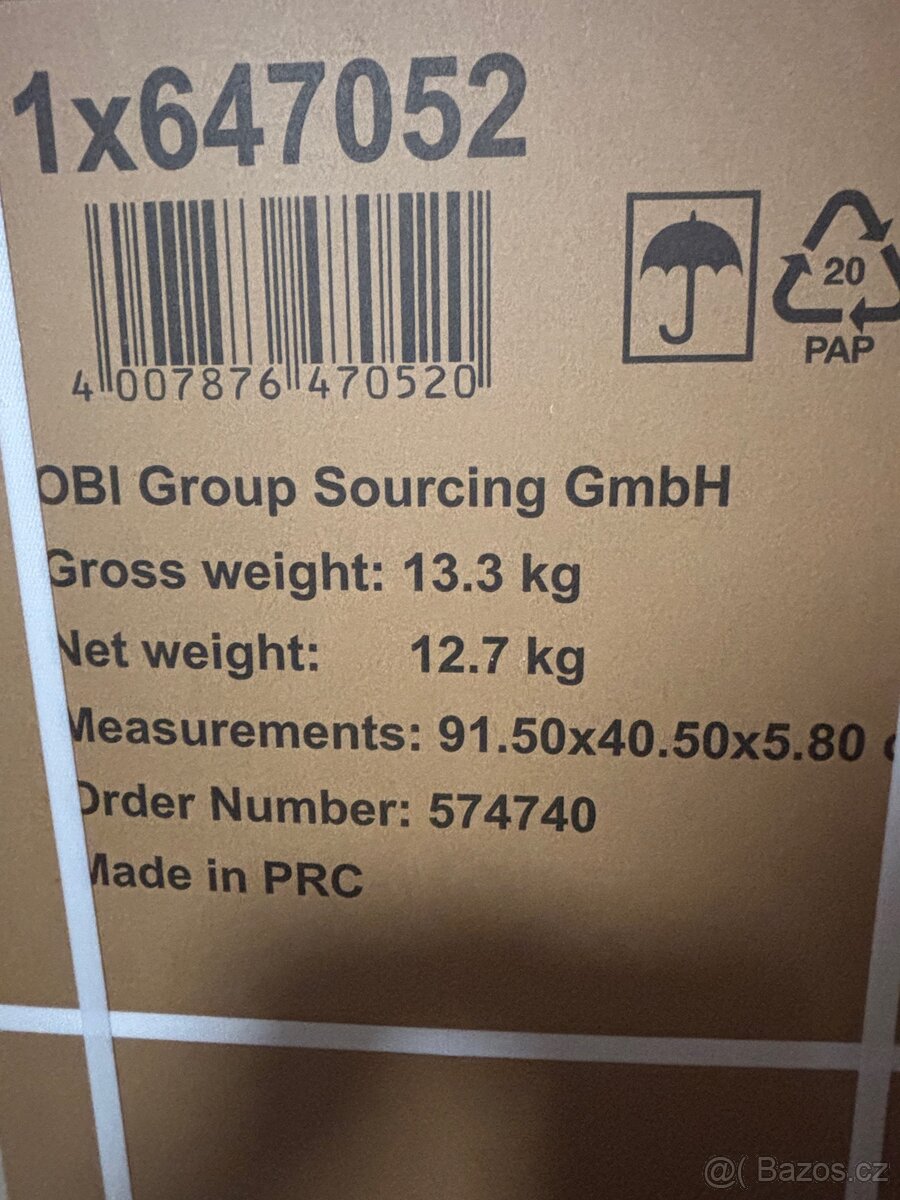 1x647052
20
PAP
4 007876 470520
OBI Group Sourcing GmbH
Gross weight: 13.3 kg
Net weight: 12.7 kg
Measurements: 91.50x40.50x5.80 c
Order Number: 574740
Made in PRC
@( Bazos.cz